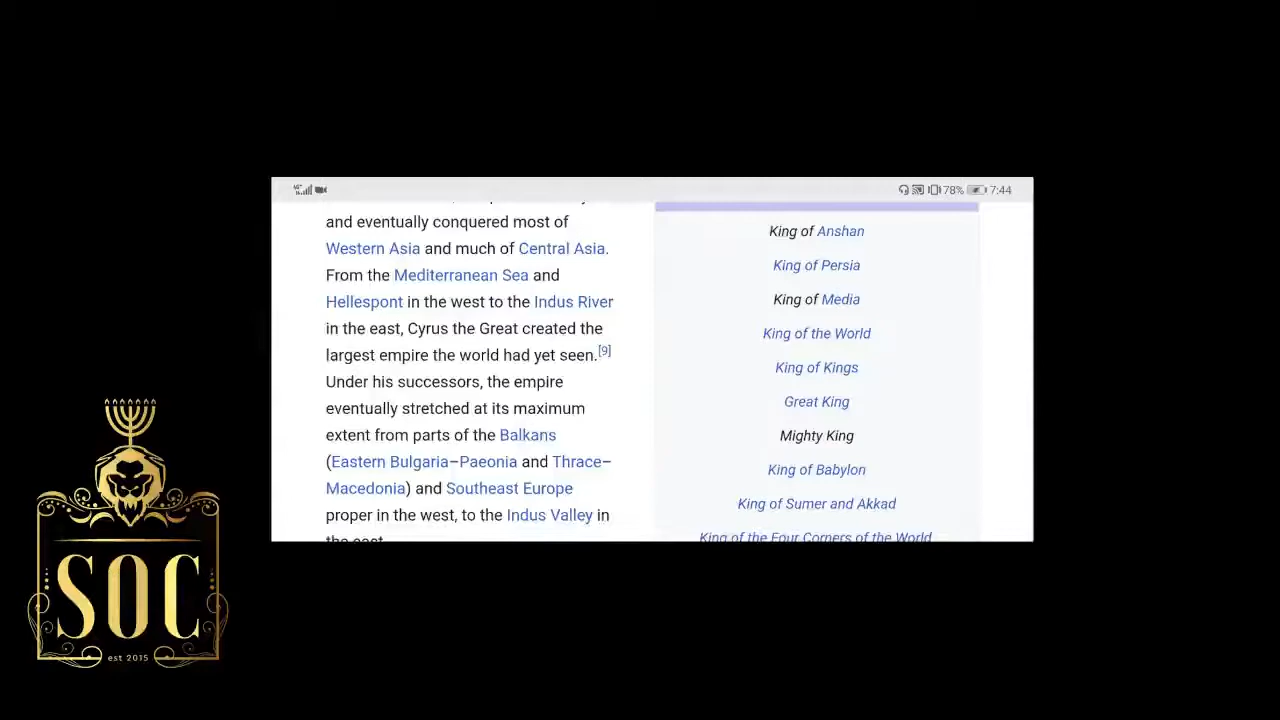 78% 7:44
and eventually conquered most of
Western Asia and much of Central Asia.
From the Mediterranean Sea and
Hellespont in the west to the Indus River
in the east, Cyrus the Great created the
largest empire the world had yet seen.[9]
Under his successors, the empire
eventually stretched at its maximum
extent from parts of the Balkans
(Eastern Bulgaria–Paeonia and Thrace–
Macedonia) and Southeast Europe
proper in the west, to the Indus Valley in
the east
King of Anshan
King of Persia
King of Media
King of the World
King of Kings
Great King
Mighty King
King of Babylon
King of Sumer and Akkad
King of the Four Corners of the World
SOC
est 2015